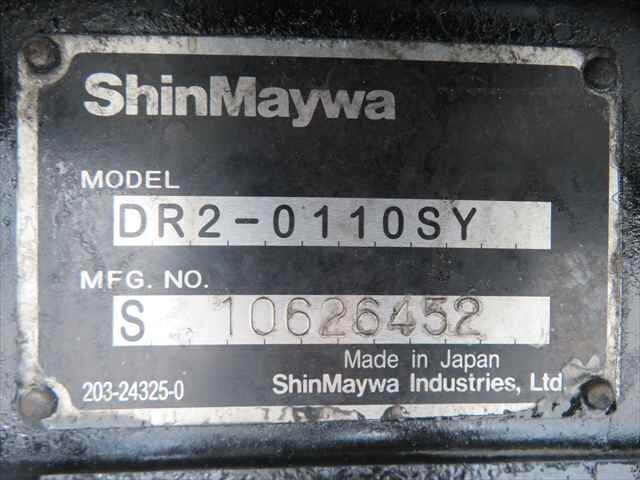 ShinMaywa
MODEL
DR2-0110SY
MFG. NO.
S 10626452
Made in Japan
203-24325-0 ShinMaywa Industries, Ltd.